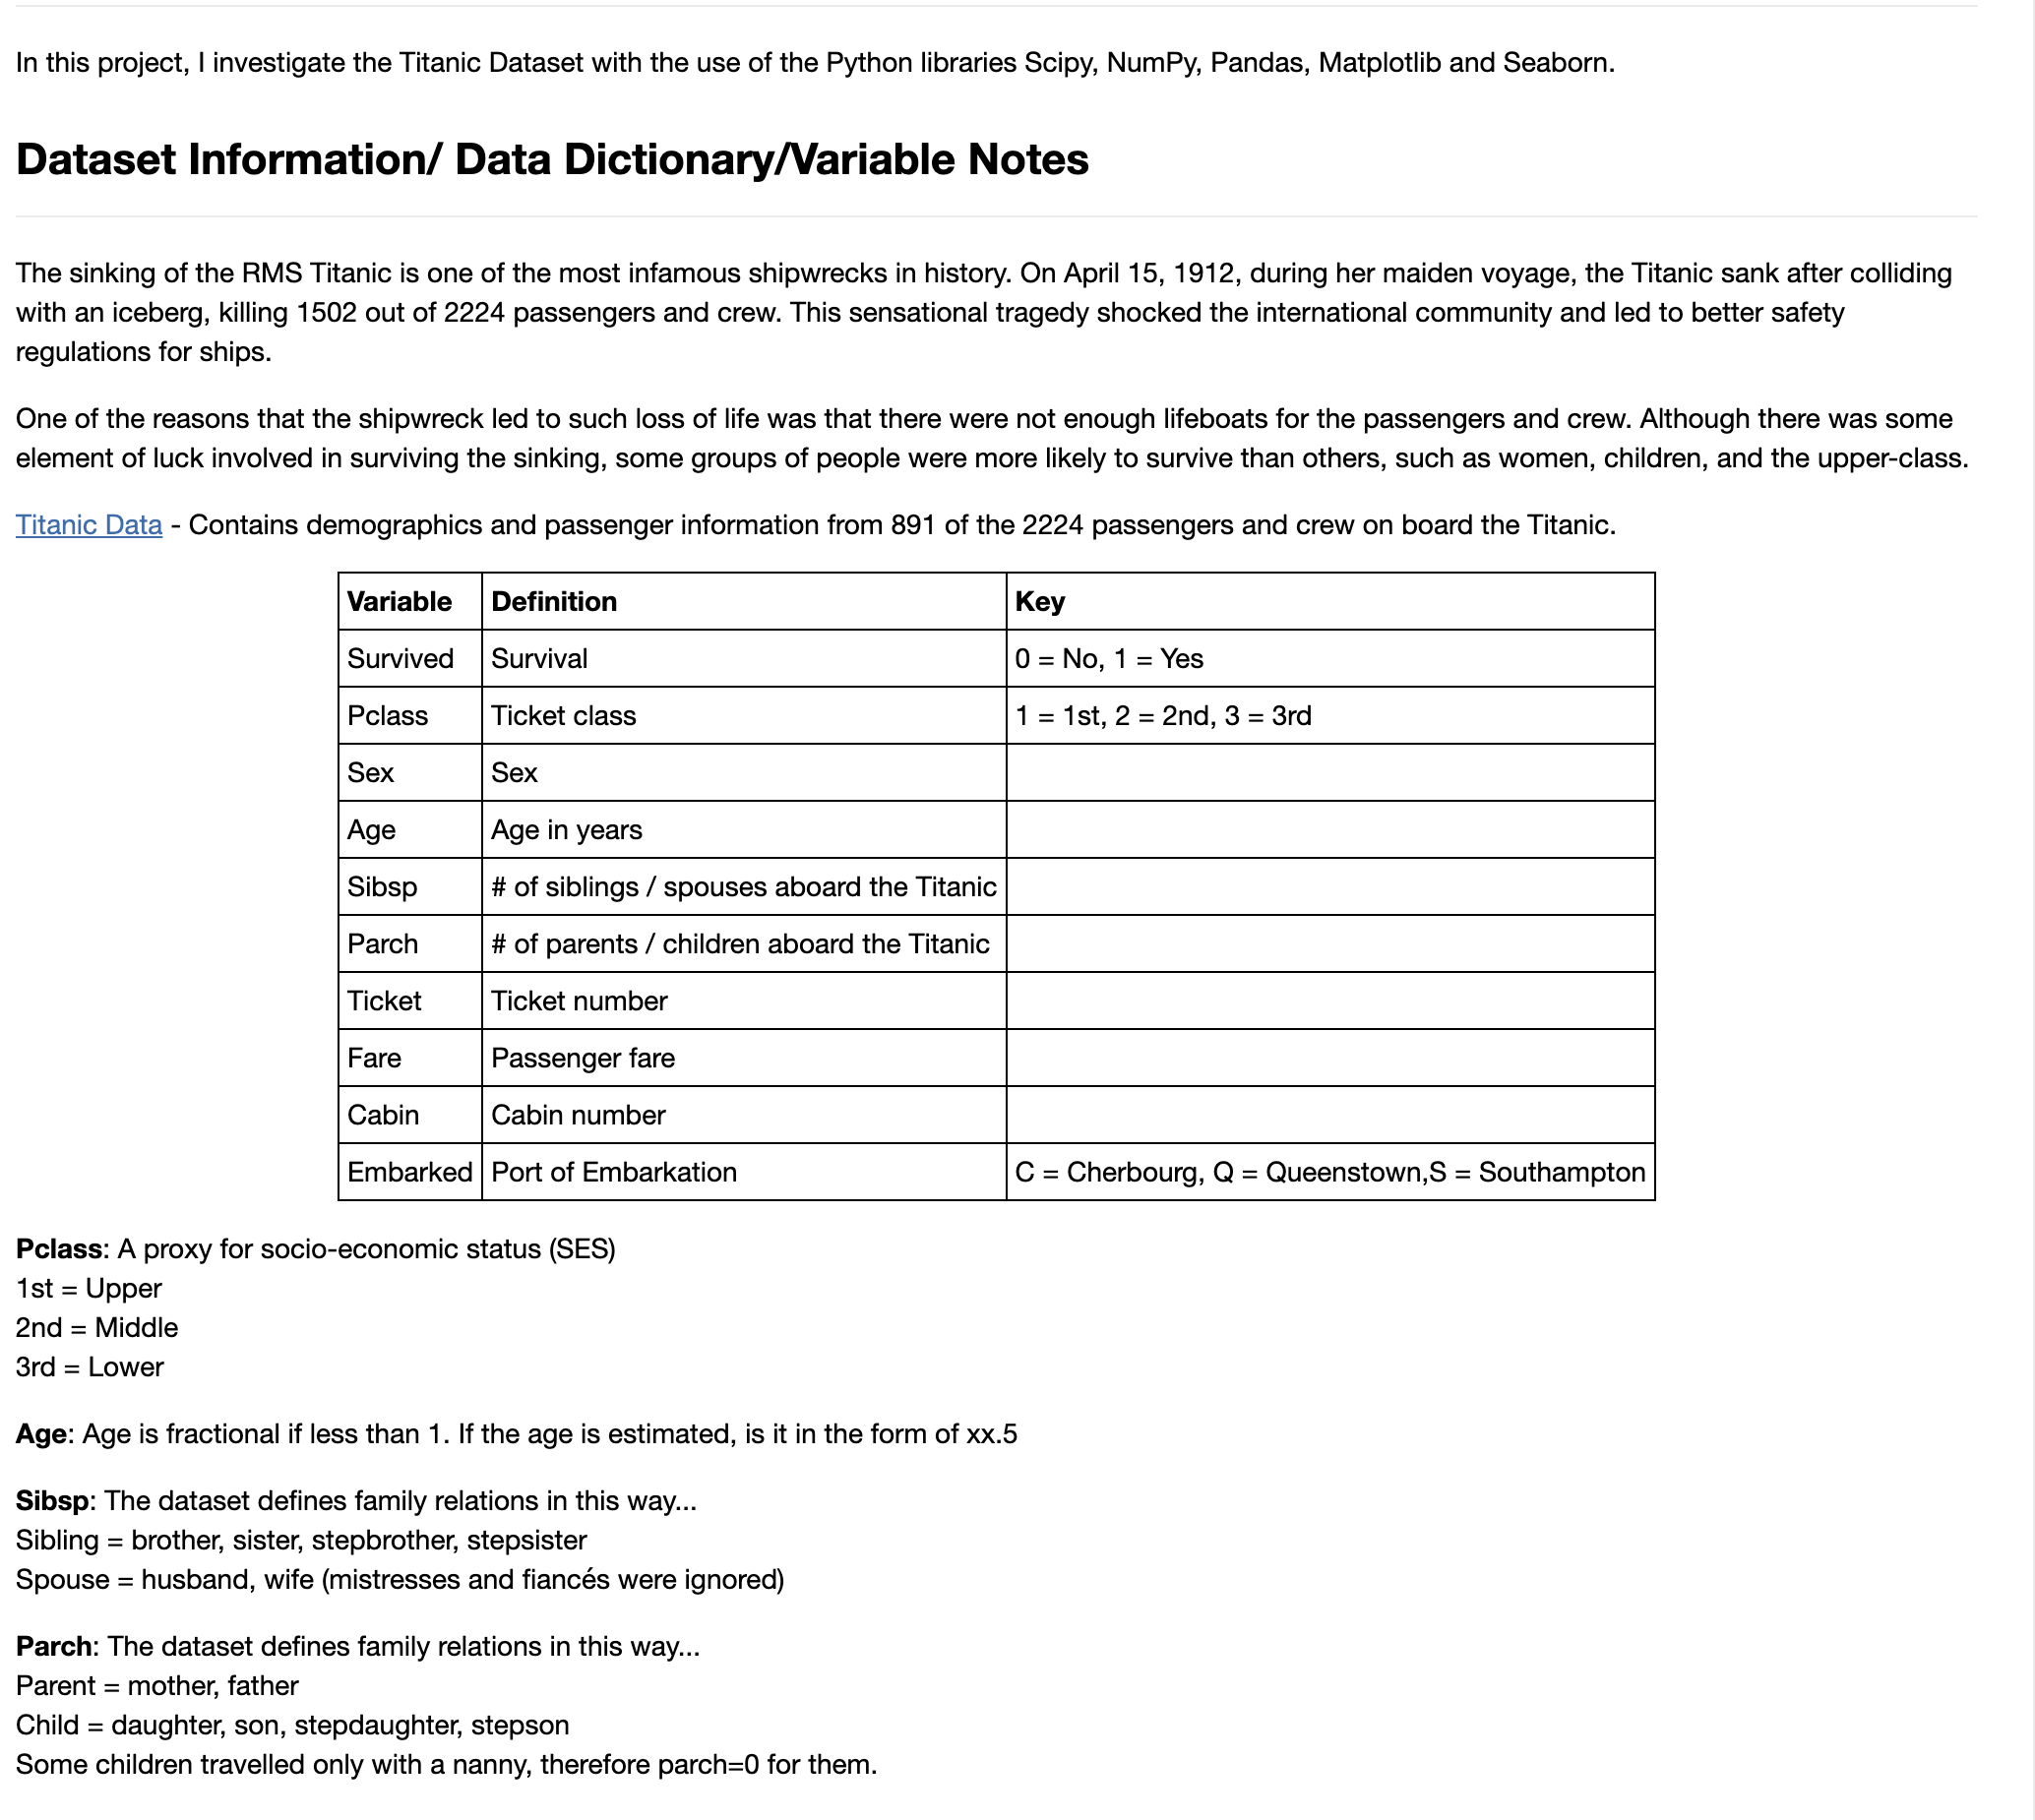 In this project, I investigate the Titanic Dataset with the use of the Python libraries Scipy, NumPy, Pandas, Matplotlib and Seaborn.
Dataset Information/ Data Dictionary/Variable Notes
The sinking of the RMS Titanic is one of the most infamous shipwrecks in history. On April 15, 1912, during her maiden voyage, the Titanic sank after colliding
with an iceberg, killing 1502 out of 2224 passengers and crew. This sensational tragedy shocked the international community and led to better safety
regulations for ships.
One of the reasons that the shipwreck led to such loss of life was that there were not enough lifeboats for the passengers and crew. Although there was some
element of luck involved in surviving the sinking, some groups of people were more likely to survive than others, such as women, children, and the upper-class.
Titanic Data - Contains demographics and passenger information from 891 of the 2224 passengers and crew on board the Titanic.
Variable Definition Key
Survived Survival 0 = No, 1 = Yes
Pclass Ticket class 1 = 1st, 2 = 2nd, 3 = 3rd
Sex Sex
Age Age in years
Sibsp # of siblings / spouses aboard the Titanic
Parch # of parents / children aboard the Titanic
Ticket Ticket number
Fare Passenger fare
Cabin Cabin number
Embarked Port of Embarkation C = Cherbourg, Q = Queenstown,S = Southampton
Pclass: A proxy for socio-economic status (SES)
1st = Upper
2nd = Middle
3rd = Lower
Age: Age is fractional if less than 1. If the age is estimated, is it in the form of xx.5
Sibsp: The dataset defines family relations in this way...
Sibling = brother, sister, stepbrother, stepsister
Spouse = husband, wife (mistresses and fiancés were ignored)
Parch: The dataset defines family relations in this way...
Parent = mother, father
Child = daughter, son, stepdaughter, stepson
Some children travelled only with a nanny, therefore parch=0 for them.